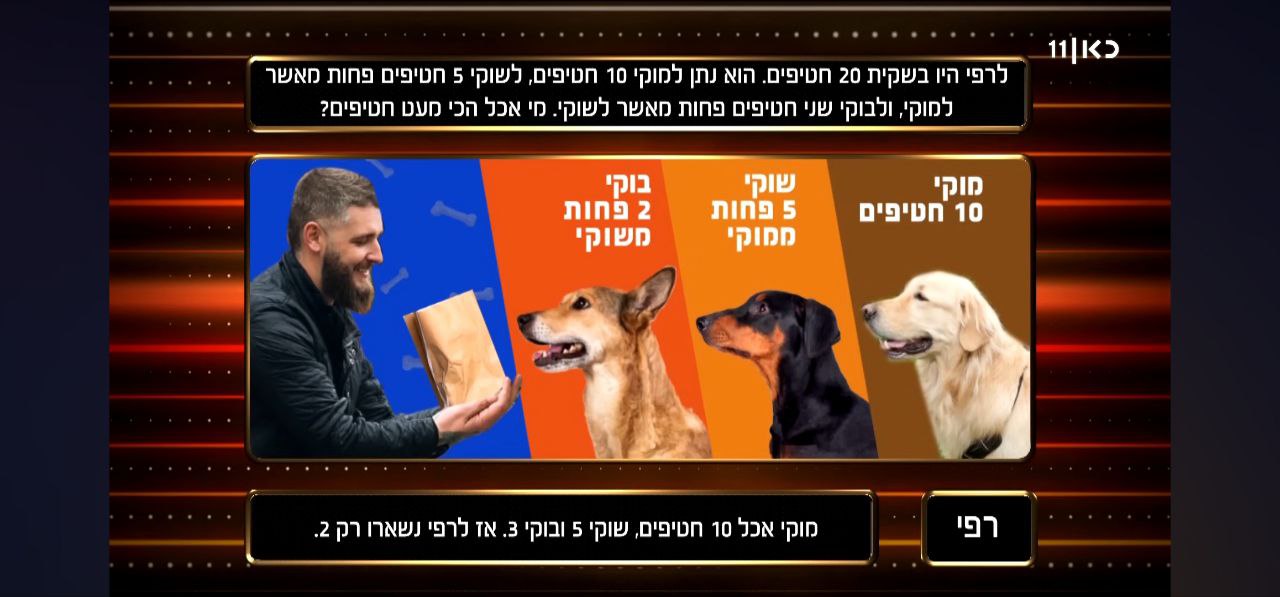 כאן|11
לרפי היו בשקית 20 חטיפים. הוא נתן למוקי 10 חטיפים, לשוקי 5 חטיפים פחות מאשר
למוקי, ולבוקי שני חטיפים פחות מאשר לשוקי. מי אכל הכי מעט חטיפים?
מוקי
10 חטיפים
שוקי
5 פחות
ממוקי
בוקי
2 פחות
משוקי
רפי
מוקי אכל 10 חטיפים, שוקי 5 ובוקי 3. אז לרפי נשארו רק 2.